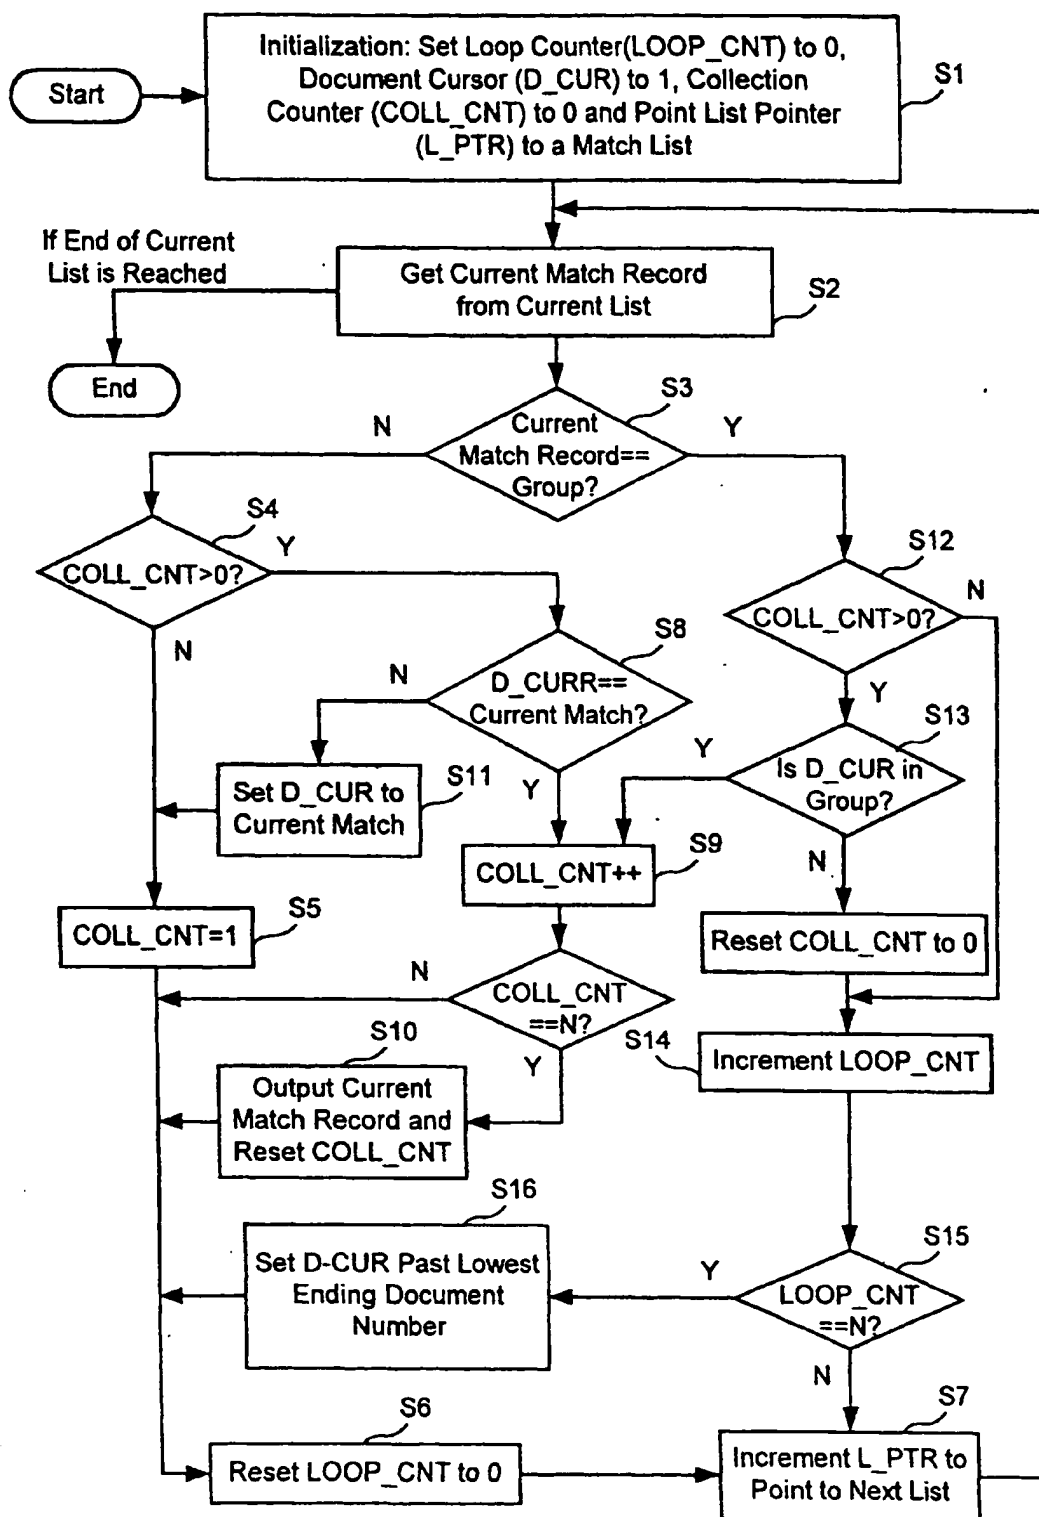 Initialization: Set Loop Counter(LOOP_CNT) to 0,
Document Cursor (D_CUR) to 1, Collection
Counter (COLL_CNT) to 0 and Point List Pointer
(L_PTR) to a Match List
S1
Start
If End of Current
List is Reached
Get Current Match Record
from Current List
S2
End
S3
N
Current
Match Record==
Group?
Y
S4
COLL_CNT>0?
Y
N
S12
COLL_CNT>0?
N
Y
S8
N
D_CURR==
Current Match?
Y
S13
Y
Is D_CUR in
Group?
N
S11
Set D_CUR to
Current Match
S9
COLL_CNT++
S5
COLL_CNT=1
Reset COLL_CNT to 0
N
COLL_CNT
==N?
Y
S14
Increment LOOP_CNT
S10
Output Current
Match Record and
Reset COLL_CNT
S16
Set D-CUR Past Lowest
Ending Document
Number
S15
Y
LOOP_CNT
==N?
N
S6
Reset LOOP_CNT to 0
S7
Increment L_PTR to
Point to Next List